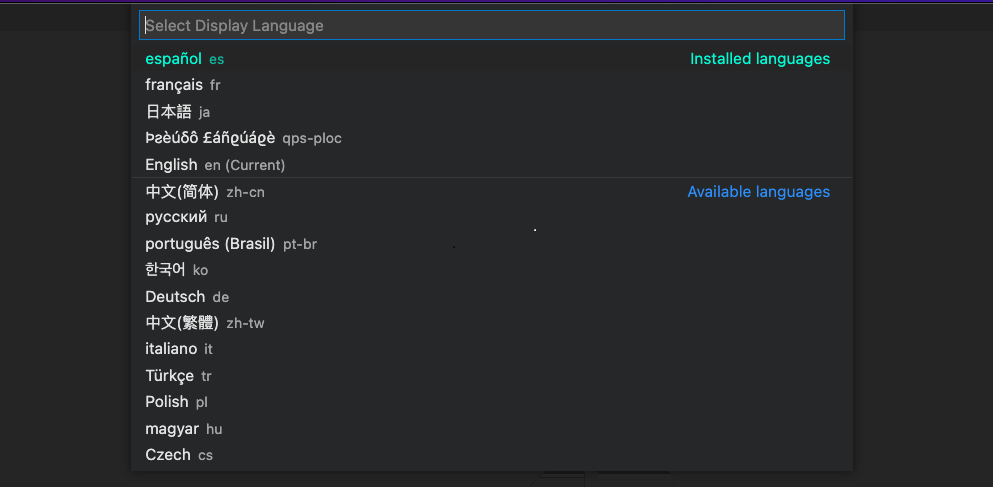 Select Display Language
español es Installed languages
français fr
日本語 ja
Þƨèúδô £áñϱúáϱè qps-ploc
English en (Current)
中文(简体) zh-cn Available languages
русский ru
português (Brasil) pt-br
한국어 ko
Deutsch de
中文(繁體) zh-tw
italiano it
Türkçe tr
Polish pl
magyar hu
Czech cs